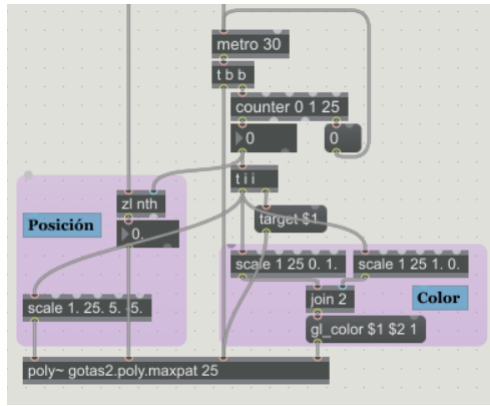 metro 30
t b b
counter 0 1 25
0
0
t i i
zl nth
target $1
Posición
0.
scale 1 25 0. 1.
scale 1 25 1. 0.
join 2
Color
scale 1. 25. 5. -5.
gl_color $1 $2 1
poly~ gotas2.poly.maxpat 25